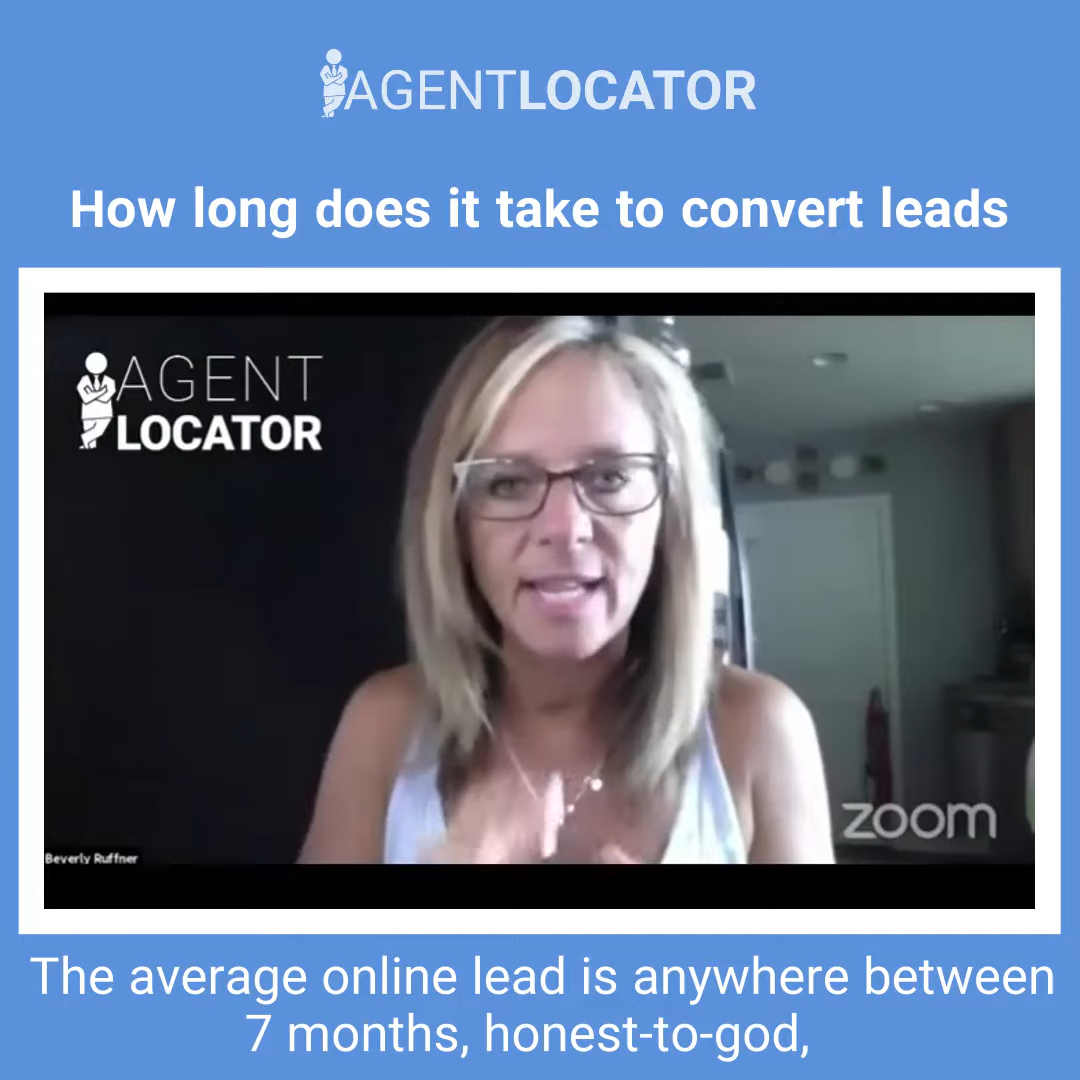 AGENTLOCATOR
How long does it take to convert leads
AGENT
LOCATOR
zoom
Beverly Ruffner
The average online lead is anywhere between
7 months, honest-to-god,